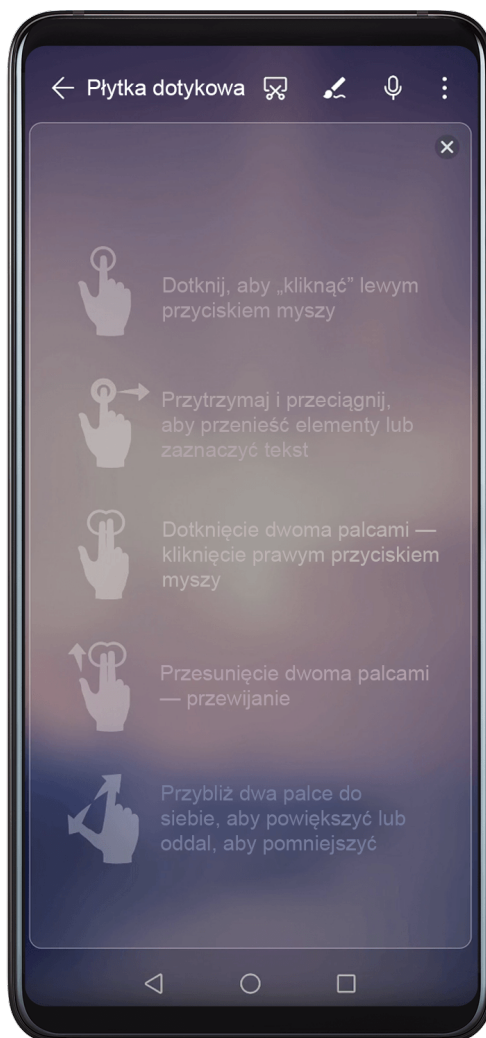 Płytka dotykowa
Dotknij, aby „kliknąć” lewym
przyciskiem myszy
Przytrzymaj i przeciągnij,
aby przenieść elementy lub
zaznaczyć tekst
Dotknięcie dwoma palcami —
kliknięcie prawym przyciskiem
myszy
Przesunięcie dwoma palcami
— przewijanie
Przybliż dwa palce do
siebie, aby powiększyć lub
oddal, aby pomniejszyć